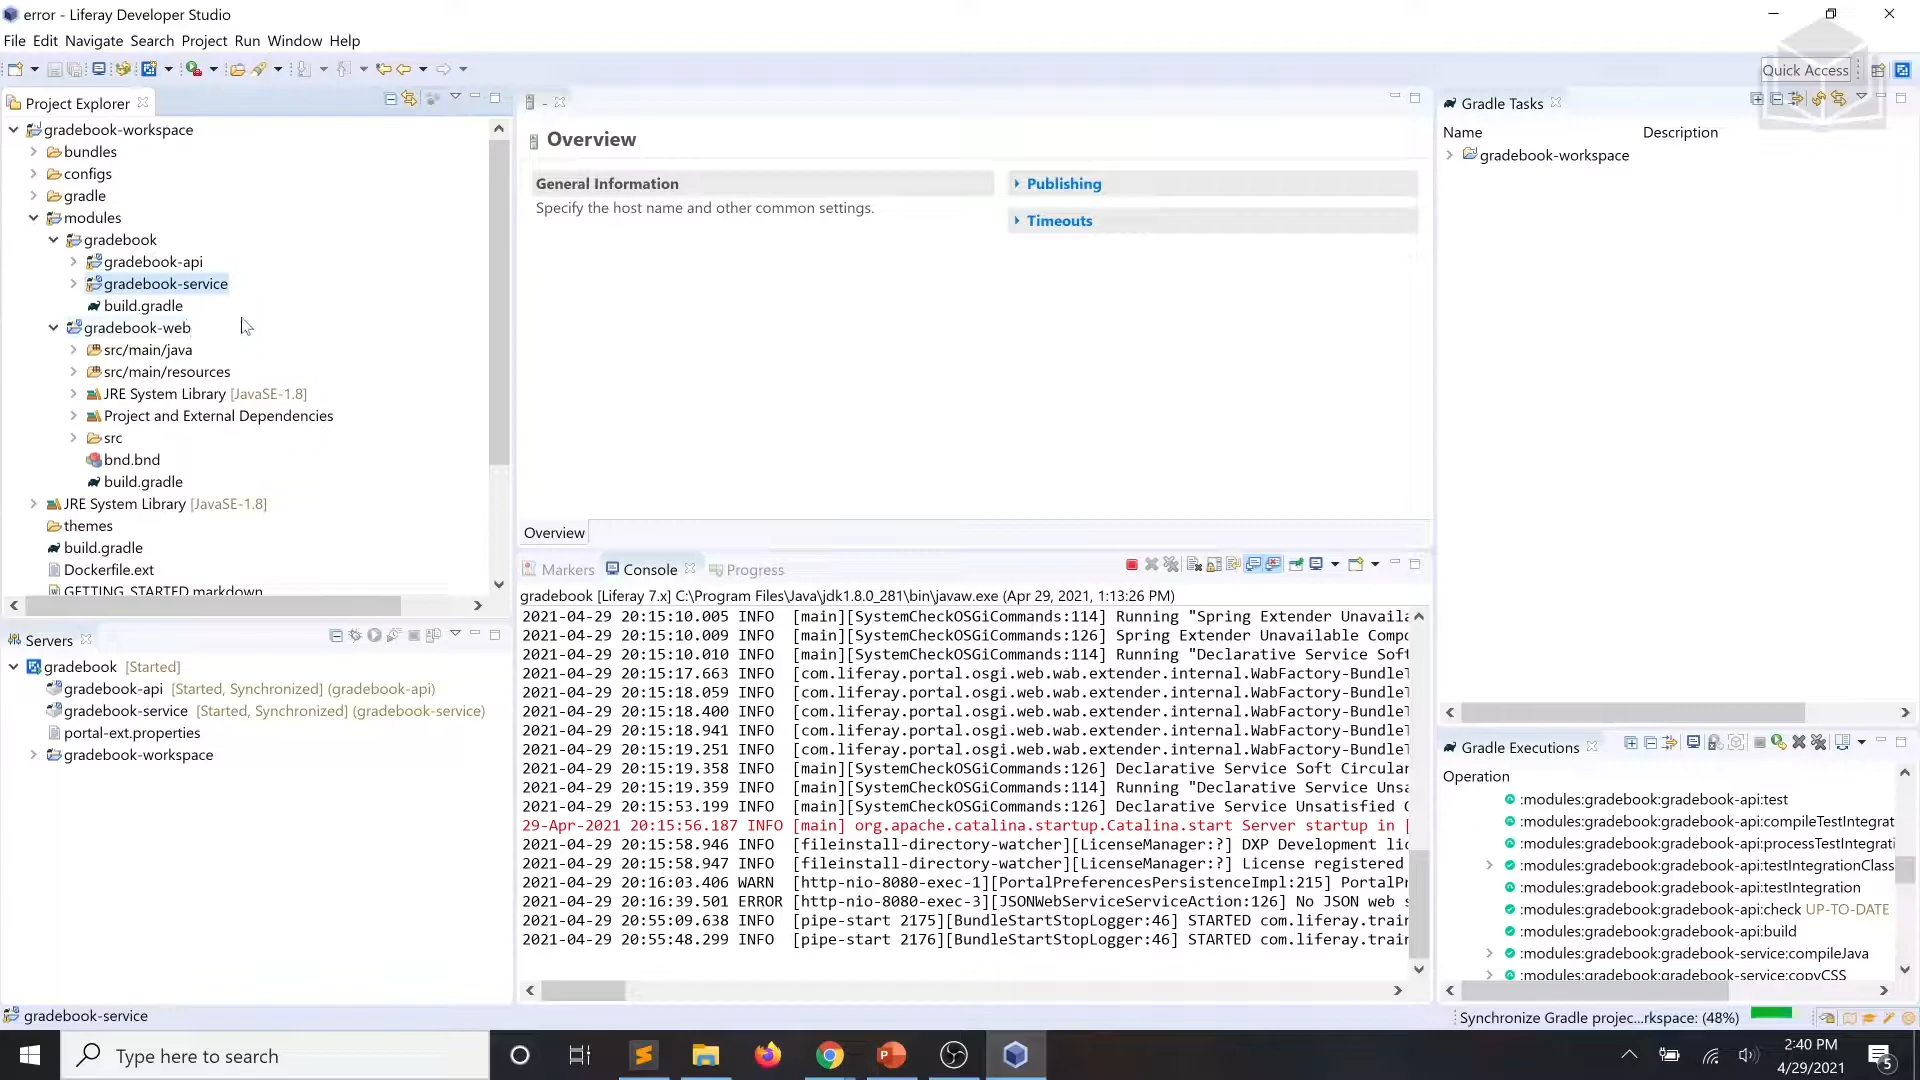 error - Liferay Developer Studio
File Edit Navigate Search Project Run Window Help
Quick Access
Project Explorer
gradebook-workspace
bundles
configs
gradle
modules
gradebook
gradebook-api
gradebook-service
build.gradle
gradebook-web
src/main/java
src/main/resources
JRE System Library [JavaSE-1.8]
Project and External Dependencies
src
bnd.bnd
build.gradle
JRE System Library [JavaSE-1.8]
themes
build.gradle
Dockerfile.ext
GETTING_STARTED.markdown
Servers
gradebook [Started]
gradebook-api [Started, Synchronized] (gradebook-api)
gradebook-service [Started, Synchronized] (gradebook-service)
portal-ext.properties
gradebook-workspace
-
Overview
General Information
Specify the host name and other common settings.
Publishing
Timeouts
Overview
Markers Console Progress
gradebook [Liferay 7.x] C:\Program Files\Java\jdk1.8.0_281\bin\javaw.exe (Apr 29, 2021, 1:13:26 PM)
2021-04-29 20:15:10.005 INFO [main][SystemCheckOSGiCommands:114] Running "Spring Extender Unavaila
2021-04-29 20:15:10.009 INFO [main][SystemCheckOSGiCommands:126] Spring Extender Unavailable Compo
2021-04-29 20:15:10.010 INFO [main][SystemCheckOSGiCommands:114] Running "Declarative Service Soft
2021-04-29 20:15:17.663 INFO [com.liferay.portal.osgi.web.wab.extender.internal.WabFactory-BundleT
2021-04-29 20:15:18.059 INFO [com.liferay.portal.osgi.web.wab.extender.internal.WabFactory-BundleT
2021-04-29 20:15:18.400 INFO [com.liferay.portal.osgi.web.wab.extender.internal.WabFactory-BundleT
2021-04-29 20:15:18.941 INFO [com.liferay.portal.osgi.web.wab.extender.internal.WabFactory-BundleT
2021-04-29 20:15:19.251 INFO [com.liferay.portal.osgi.web.wab.extender.internal.WabFactory-BundleT
2021-04-29 20:15:19.358 INFO [main][SystemCheckOSGiCommands:126] Declarative Service Soft Circular
2021-04-29 20:15:19.359 INFO [main][SystemCheckOSGiCommands:114] Running "Declarative Service Unsa
2021-04-29 20:15:53.199 INFO [main][SystemCheckOSGiCommands:126] Declarative Service Unsatisfied C
29-Apr-2021 20:15:56.187 INFO [main] org.apache.catalina.startup.Catalina.start Server startup in [
2021-04-29 20:15:58.946 INFO [fileinstall-directory-watcher][LicenseManager:?] DXP Development lic
2021-04-29 20:15:58.947 INFO [fileinstall-directory-watcher][LicenseManager:?] License registered
2021-04-29 20:16:03.406 WARN [http-nio-8080-exec-1][PortalPreferencesPersistenceImpl:215] PortalPr
2021-04-29 20:16:39.501 ERROR [http-nio-8080-exec-3][JSONWebServiceServiceAction:126] No JSON web s
2021-04-29 20:55:09.638 INFO [pipe-start 2175][BundleStartStopLogger:46] STARTED com.liferay.trair
2021-04-29 20:55:48.299 INFO [pipe-start 2176][BundleStartStopLogger:46] STARTED com.liferay.trair
Gradle Tasks
Name Description
gradebook-workspace
Gradle Executions
Operation
:modules:gradebook:gradebook-api:test
:modules:gradebook:gradebook-api:compileTestIntegrat
:modules:gradebook:gradebook-api:processTestIntegrati
:modules:gradebook:gradebook-api:testIntegrationClass
:modules:gradebook:gradebook-api:testIntegration
:modules:gradebook:gradebook-api:check UP-TO-DATE
:modules:gradebook:gradebook-api:build
:modules:gradebook:gradebook-service:compileJava
:modules:gradebook:gradebook-service:copyCSS
gradebook-service
Synchronize Gradle projec...rkspace: (48%)
Type here to search
2:40 PM
4/29/2021
5